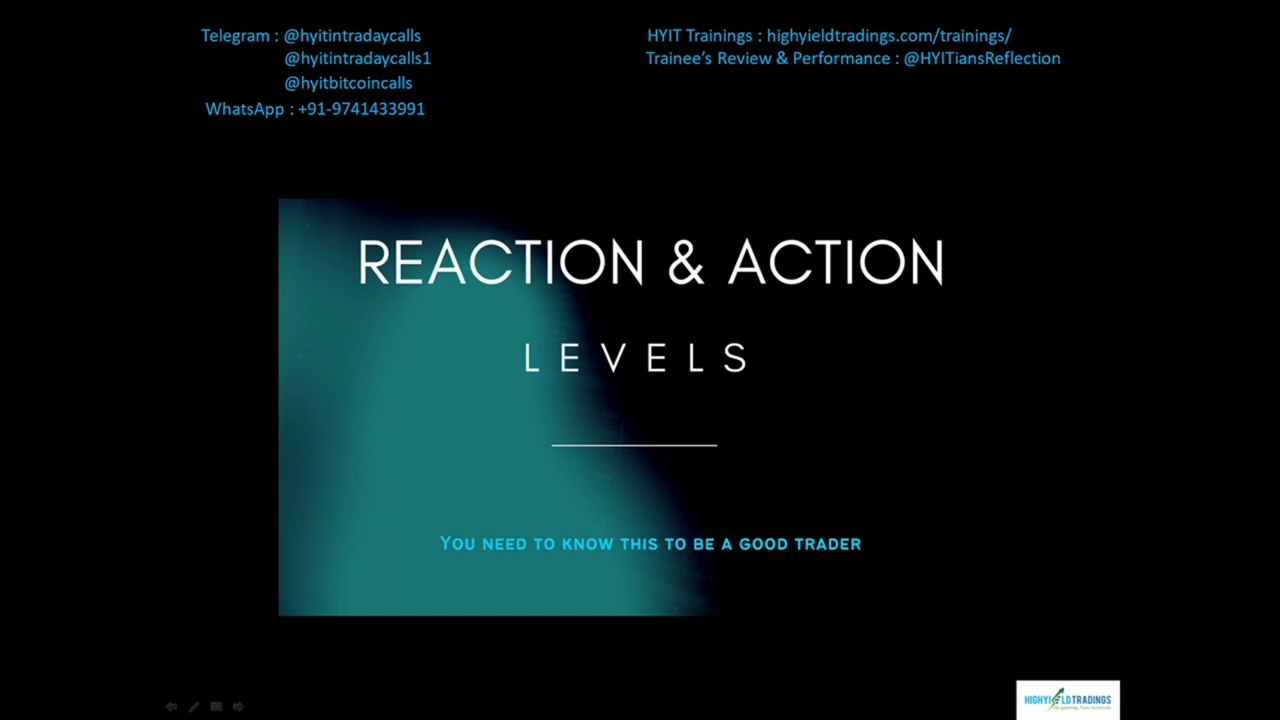 Telegram : @hyitintradaycalls
@hyitintradaycalls1
@hyitbitcoincalls
WhatsApp : +91-9741433991
HYIT Trainings : highyieldtradings.com/trainings/
Trainee's Review & Performance : @HYITiansReflection
REACTION & ACTION
LEVELS
YOU NEED TO KNOW THIS TO BE A GOOD TRADER
HIGHYIELDTRADINGS